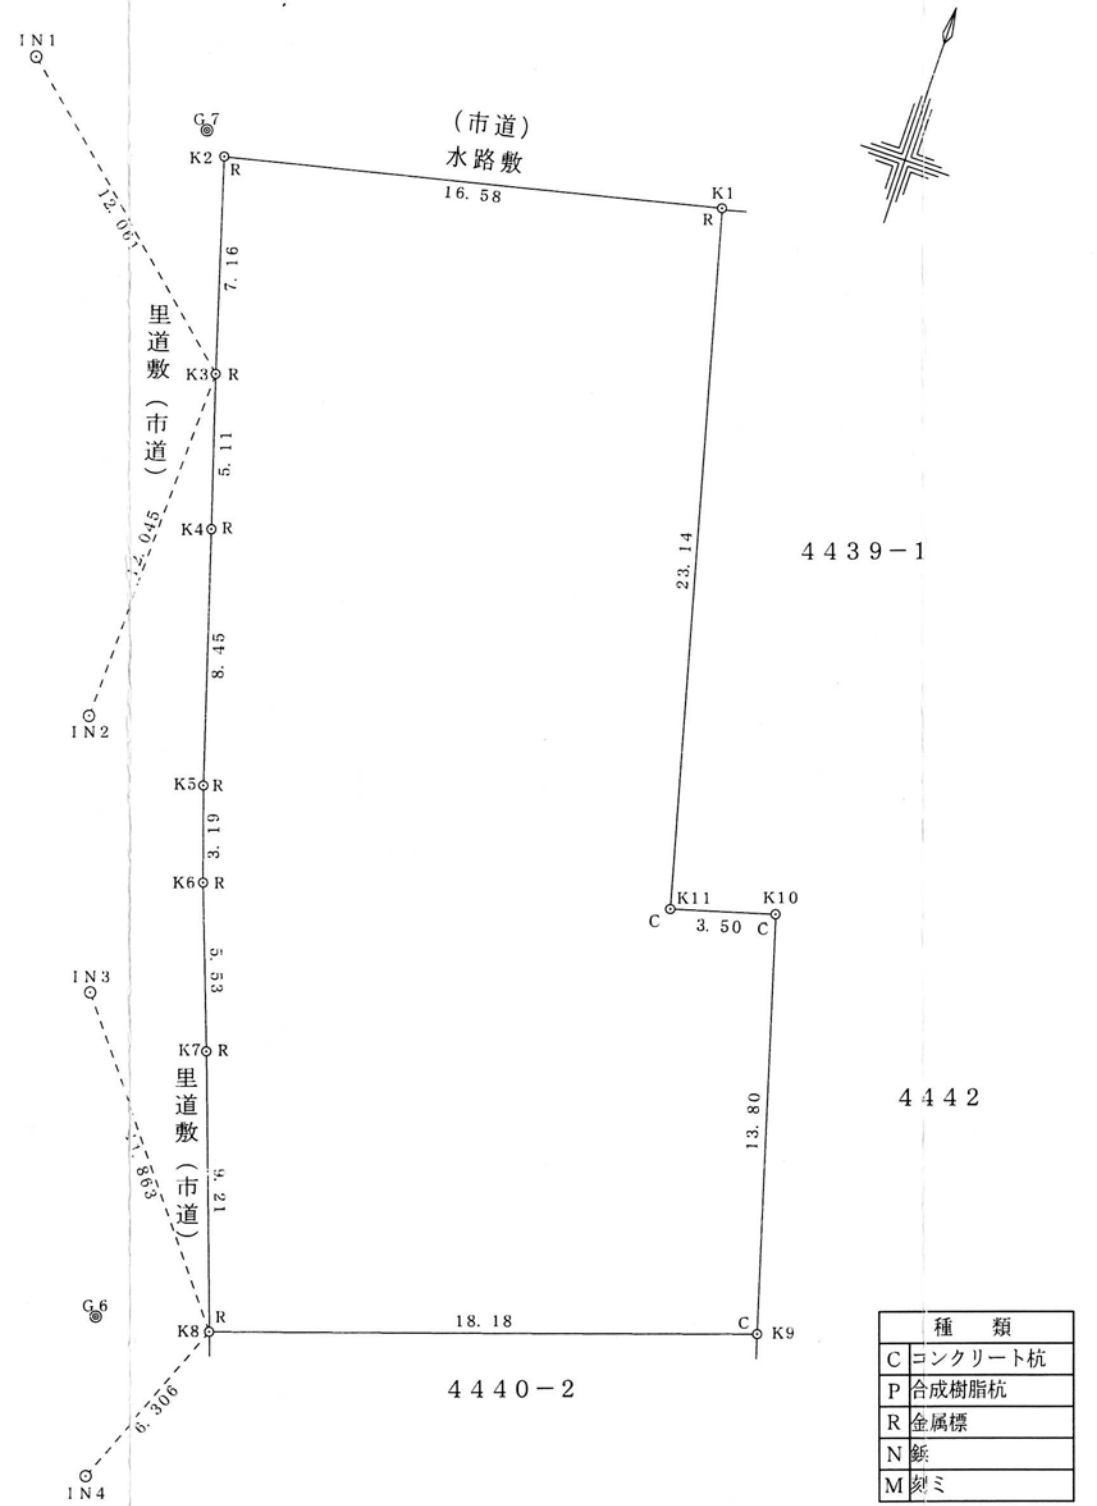 IN1
G.7
(市道)
水路敷
K2
R
16.58
K1
R
12.061
7.16
里道敷(市道)
K3
R
5.11
K4
R
12.045
23.14
4439-1
8.45
IN2
K5
R
3.19
K6
R
K11
K10
C
3.50
C
5.53
IN3
K7
R
里道敷(市道)
13.80
4442
9.21
G.6
R
K8
18.18
C
K9
6.306
4440-2
IN4
種 類
C コンクリート杭
P 合成樹脂杭
R 金属標
N 鋲
M 刻ミ